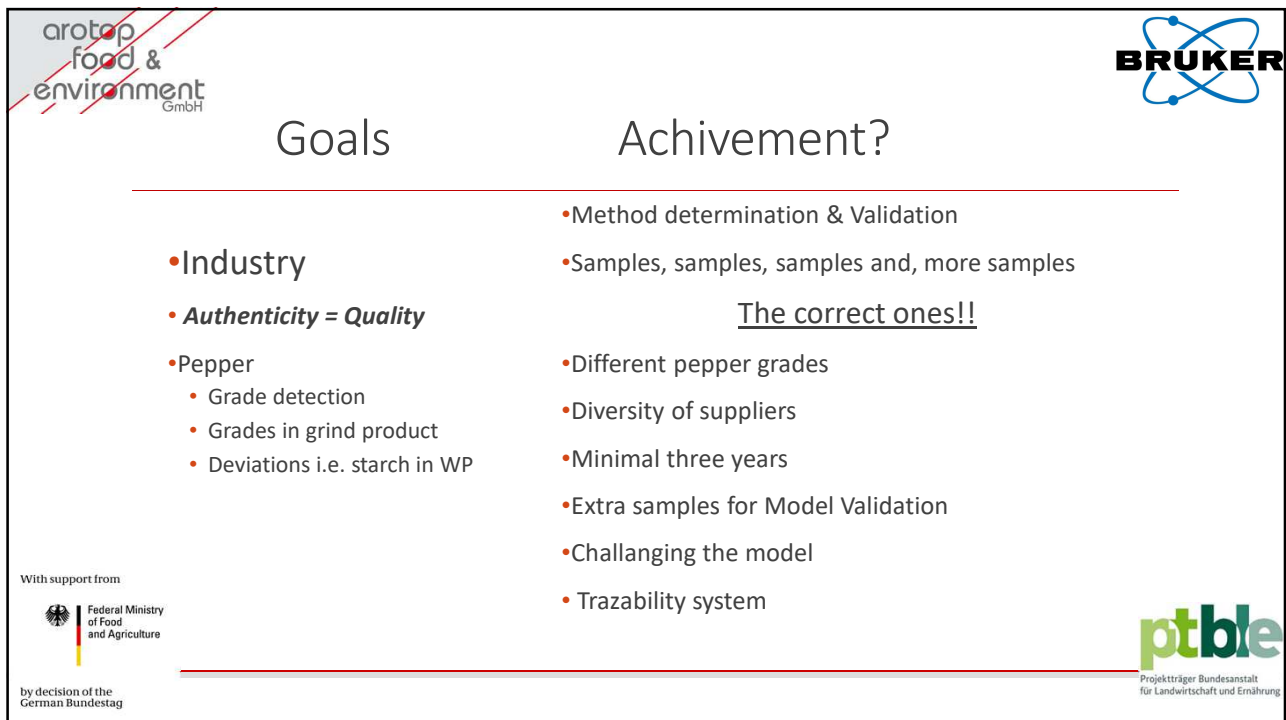 arotop
food &
environment
GmbH
BRUKER
Goals
Achivement?
•Industry
• Authenticity = Quality
•Pepper
• Grade detection
• Grades in grind product
• Deviations i.e. starch in WP
•Method determination & Validation
•Samples, samples, samples and, more samples
The correct ones!!
•Different pepper grades
•Diversity of suppliers
•Minimal three years
•Extra samples for Model Validation
•Challanging the model
• Trazability system
With support from
Federal Ministry
of Food
and Agriculture
by decision of the
German Bundestag
ptble
Projektträger Bundesanstalt
für Landwirtschaft und Ernährung